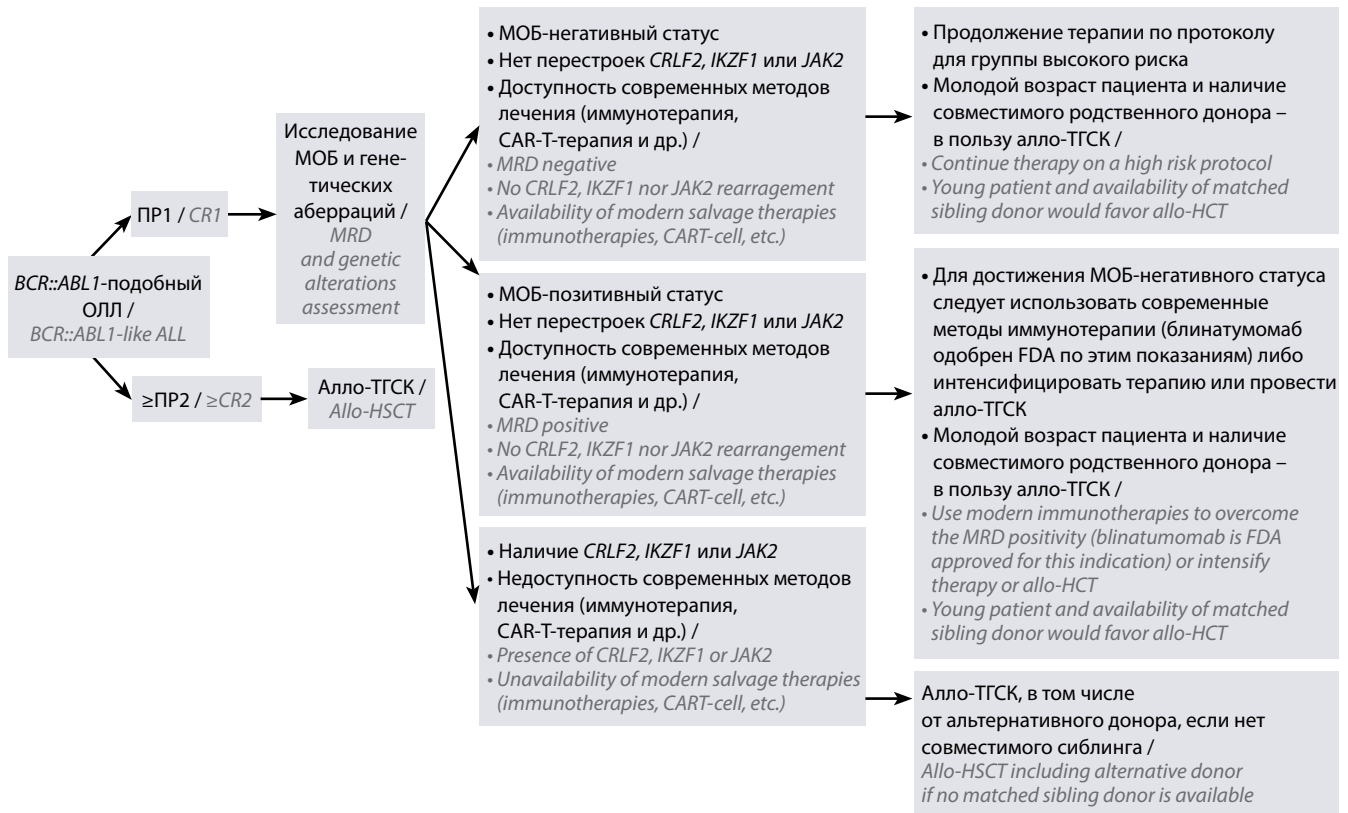 BCR::ABL1-подобный
ОЛЛ /
BCR::ABL1-like ALL
ПР1 / CR1
≥ПР2 / ≥CR2
Исследование
МОБ и гене-
тических
аберраций /
MRD
and genetic
alterations
assessment
Алло-ТГСК /
Allo-HSCT
• МОБ-негативный статус
• Нет перестроек CRLF2, IKZF1 или JAK2
• Доступность современных методов
лечения (иммунотерапия,
CAR-T-терапия и др.) /
• MRD negative
• No CRLF2, IKZF1 nor JAK2 rearragement
• Availability of modern salvage therapies
(immunotherapies, CART-cell, etc.)
• Продолжение терапии по протоколу
для группы высокого риска
• Молодой возраст пациента и наличие
совместимого родственного донора –
в пользу алло-ТГСК /
• Continue therapy on a high risk protocol
• Young patient and availability of matched
sibling donor would favor allo-HCT
• МОБ-позитивный статус
• Нет перестроек CRLF2, IKZF1 или JAK2
• Доступность современных методов
лечения (иммунотерапия,
CAR-T-терапия и др.) /
• MRD positive
• No CRLF2, IKZF1 nor JAK2 rearrangement
• Availability of modern salvage therapies
(immunotherapies, CART-cell, etc.)
• Для достижения МОБ-негативного статуса
следует использовать современные
методы иммунотерапии (блинатумомаб
одобрен FDA по этим показаниям) либо
интенсифицировать терапию или провести
алло-ТГСК
• Молодой возраст пациента и наличие
совместимого родственного донора –
в пользу алло-ТГСК /
• Use modern immunotherapies to overcome
the MRD positivity (blinatumomab is FDA
approved for this indication) or intensify
therapy or allo-HCT
• Young patient and availability of matched
sibling donor would favor allo-HCT
• Наличие CRLF2, IKZF1 или JAK2
• Недоступность современных методов
лечения (иммунотерапия,
CAR-T-терапия и др.) /
• Presence of CRLF2, IKZF1 or JAK2
• Unavailability of modern salvage therapies
(immunotherapies, CART-cell, etc.)
Алло-ТГСК, в том числе
от альтернативного донора, если нет
совместимого сиблинга /
Allo-HSCT including alternative donor
if no matched sibling donor is available